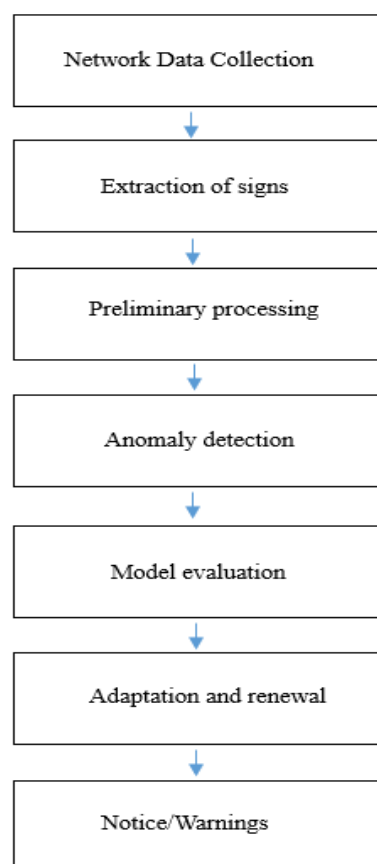 Network Data Collection
Extraction of signs
Preliminary processing
Anomaly detection
Model evaluation
Adaptation and renewal
Notice/Warnings